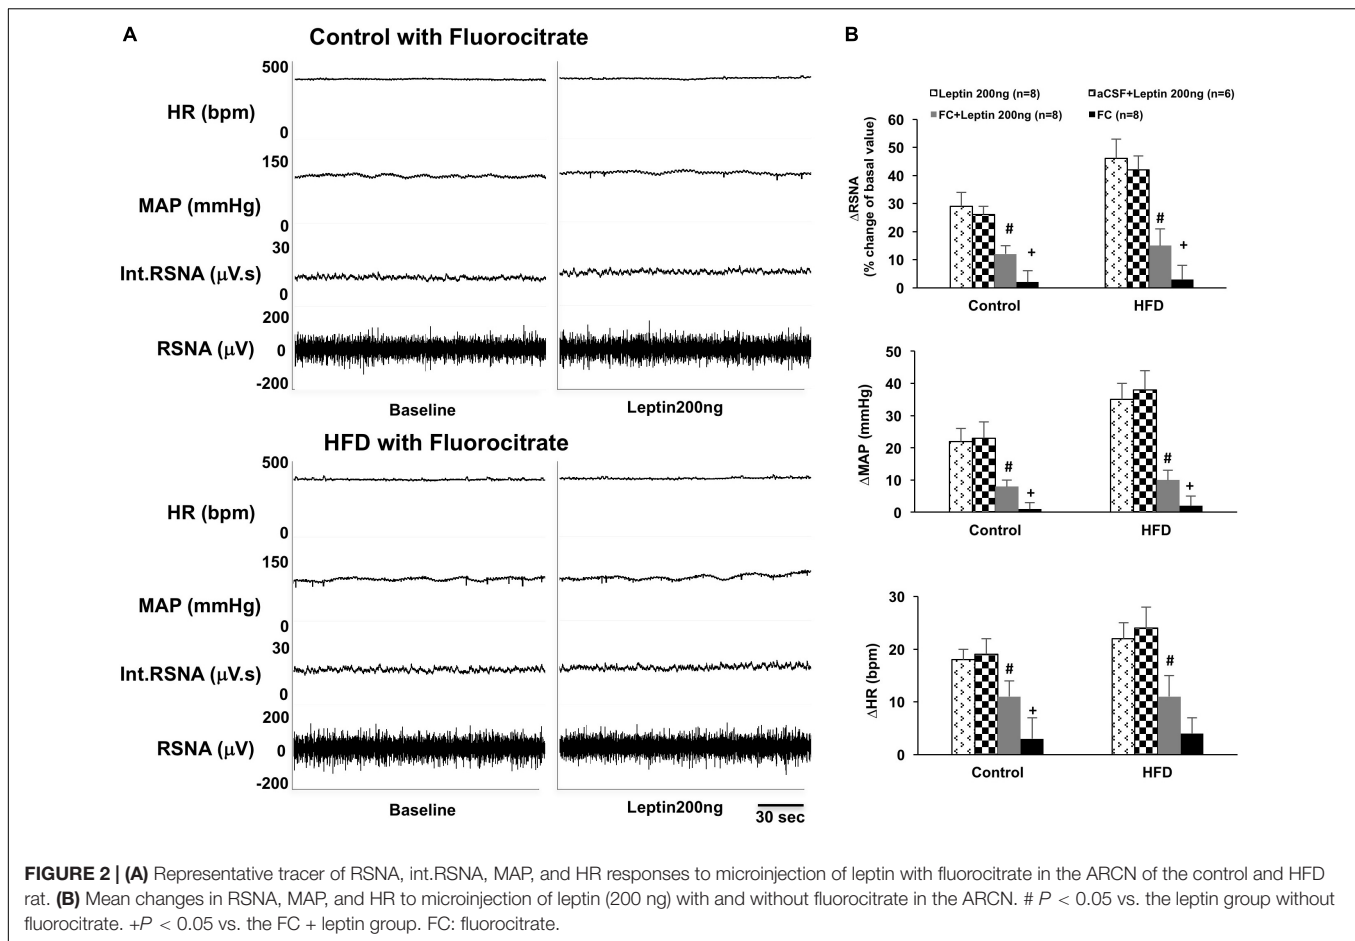 A
Control with Fluorocitrate
500
HR (bpm)
0
150
MAP (mmHg)
0
30
Int.RSNA (μV.s)
0
200
RSNA (μV)
0
-200
Baseline
Leptin200ng
HFD with Fluorocitrate
500
HR (bpm)
0
150
MAP (mmHg)
0
30
Int.RSNA (μV.s)
0
200
RSNA (μV)
0
-200
Baseline
Leptin200ng
30 sec
B
Leptin 200ng (n=8)
aCSF+Leptin 200ng (n=6)
FC+Leptin 200ng (n=8)
FC (n=8)
ΔRSNA
(% change of basal value)
60
50
40
30
20
10
0
#
+
#
+
Control
HFD
ΔMAP (mmHg)
50
40
30
20
10
0
#
+
#
+
Control
HFD
ΔHR (bpm)
30
20
10
0
#
+
#
Control
HFD
FIGURE 2 | (A) Representative tracer of RSNA, int.RSNA, MAP, and HR responses to microinjection of leptin with fluorocitrate in the ARCN of the control and HFD
rat. (B) Mean changes in RSNA, MAP, and HR to microinjection of leptin (200 ng) with and without fluorocitrate in the ARCN. # P < 0.05 vs. the leptin group without
fluorocitrate. +P < 0.05 vs. the FC + leptin group. FC: fluorocitrate.